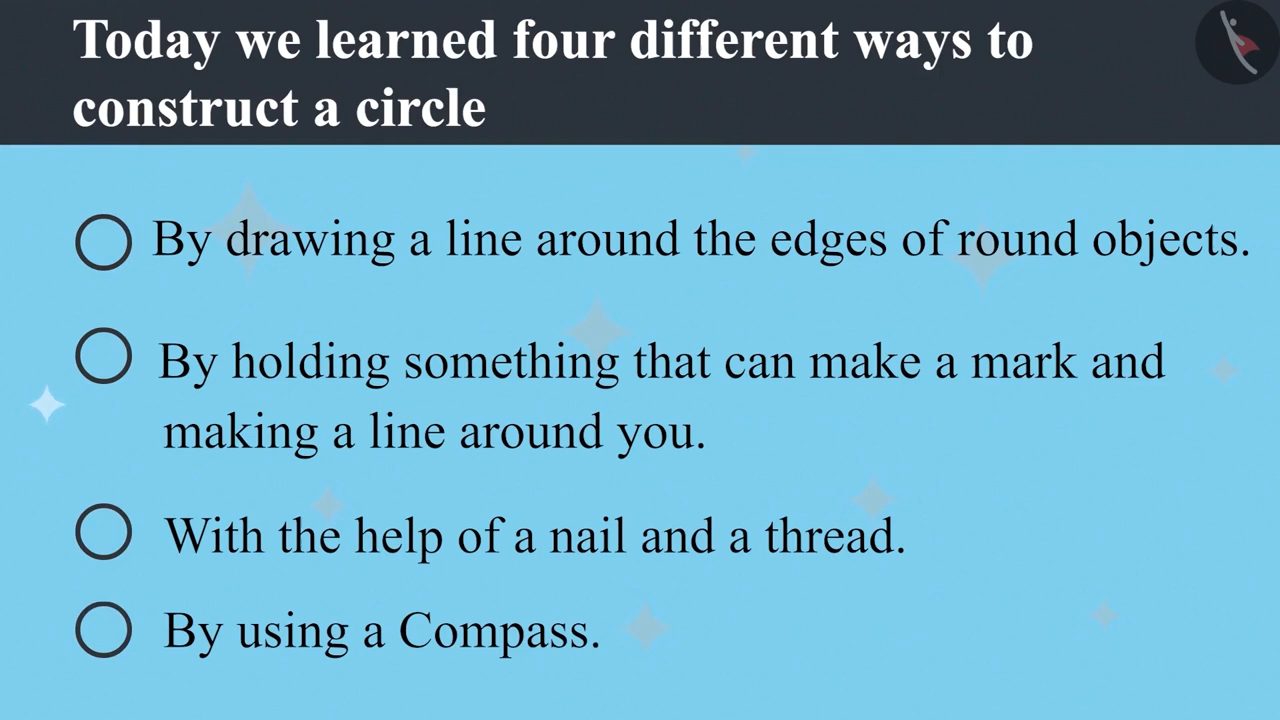 Today we learned four different ways to
construct a circle
By drawing a line around the edges of round objects.
By holding something that can make a mark and
making a line around you.
With the help of a nail and a thread.
By using a Compass.